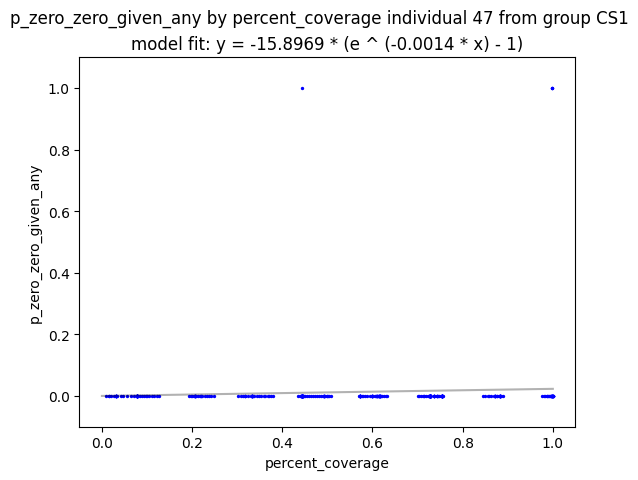 p_zero_zero_given_any by percent_coverage individual 47 from group CS1
model fit: y = -15.8969 * (e ^ (-0.0014 * x) - 1)
1.0
0.8
0.6
0.4
0.2
0.0
p_zero_zero_given_any
0.0 0.2 0.4 0.6 0.8 1.0
percent_coverage